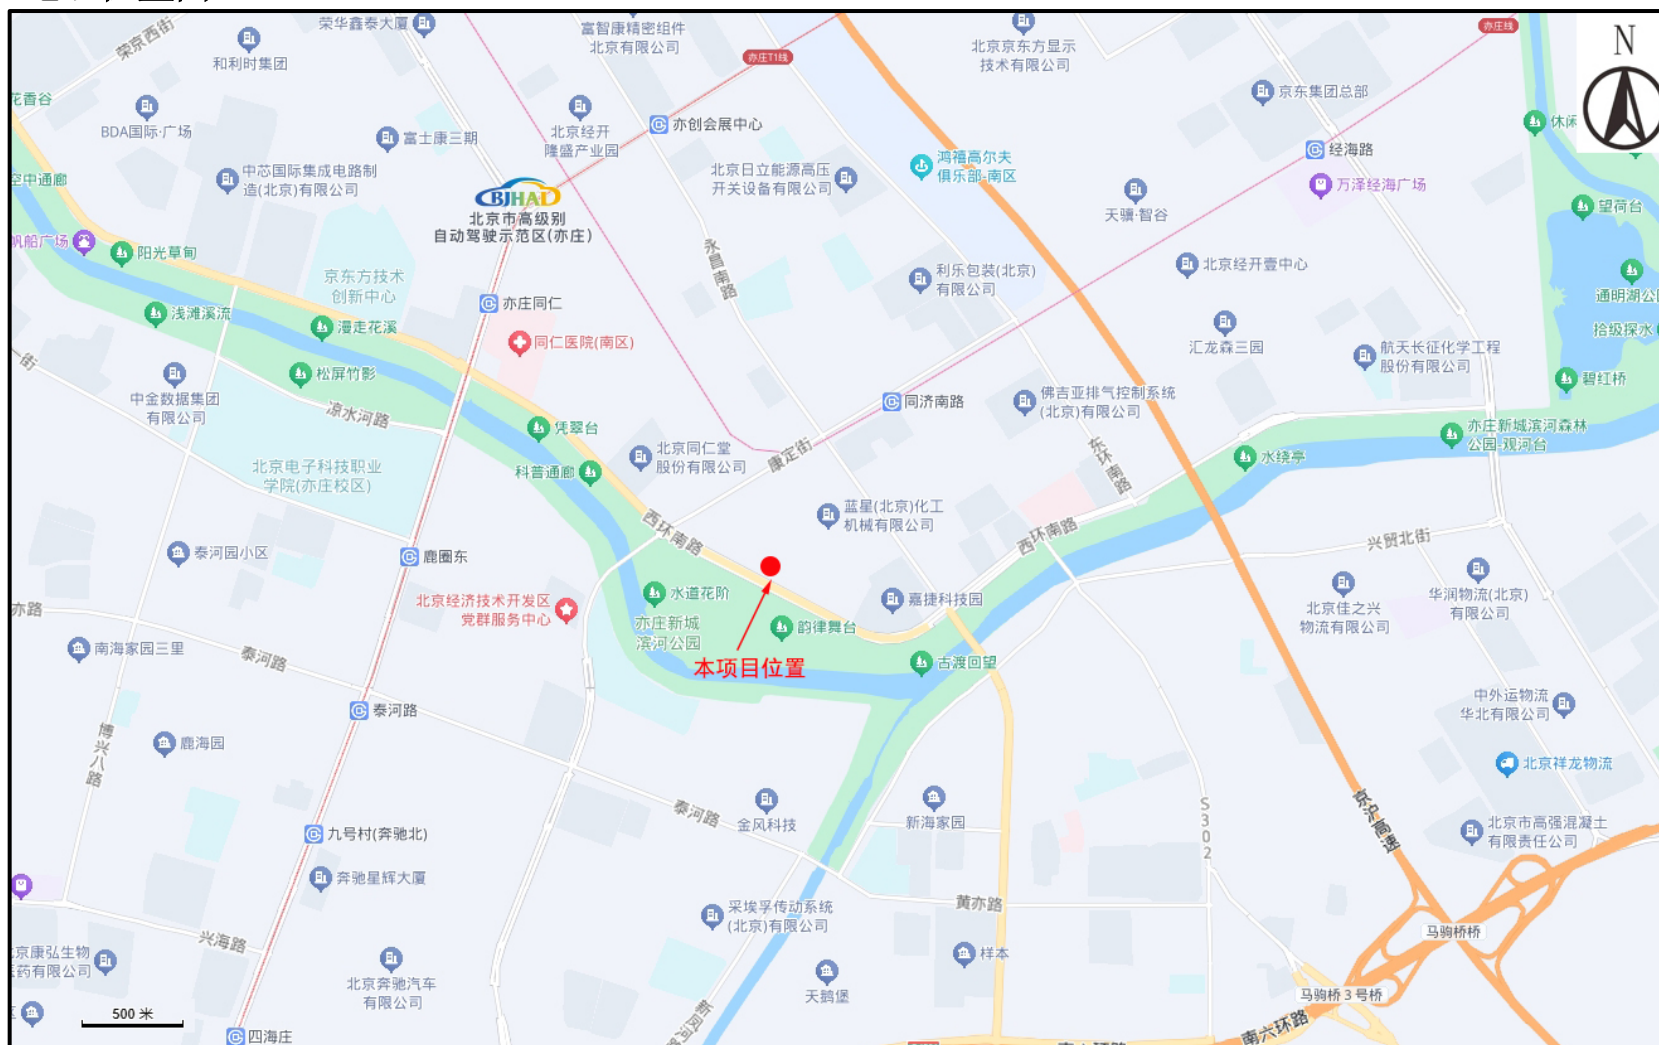 荣京西街
和利时集团
荣华鑫泰大厦
富智康精密组件
北京有限公司
亦庄T1线
北京京东方显示
技术有限公司
亦庄线
N
花香谷
BDA国际·广场
富士康三期
北京经开
隆盛产业园
亦创会展中心
京东集团总部
休闲
经海路
空中通廊
中芯国际集成电路制
造(北京)有限公司
BJHAD
北京市高级别
自动驾驶示范区(亦庄)
北京日立能源高压
开关设备有限公司
鸿禧高尔夫
俱乐部-南区
天骥·智谷
万泽经海广场
望荷台
帆船广场
阳光草甸
京东方技术
创新中心
永昌南路
利乐包装(北京)
有限公司
北京经开壹中心
通明湖公园
浅滩溪流
漫走花溪
亦庄同仁
同仁医院(南区)
汇龙森三园
航天长征化学工程
股份有限公司
拾级探水
一街
松屏竹影
中金数据集团
有限公司
凉水河路
同济南路
佛吉亚排气控制系统
(北京)有限公司
碧红桥
凭翠台
北京同仁堂
股份有限公司
康定街
东环南路
水绕亭
亦庄新城滨河森林
公园-观河台
北京电子科技职业
学院(亦庄校区)
科普通廊
蓝星(北京)化工
机械有限公司
西环南路
西环南路
兴贸北街
泰河园小区
鹿圈东
水道花阶
嘉捷科技园
北京佳之兴
物流有限公司
华润物流(北京)
有限公司
亦路
北京经济技术开发区
党群服务中心
亦庄新城
滨河公园
韵律舞台
本项目位置
古渡回望
南海家园三里
泰河路
泰河路
中外运物流
华北有限公司
博兴八路
鹿海园
北京祥龙物流
九号村(奔驰北)
泰河路
金风科技
新海家园
S302
京沪高速
北京市高强混凝土
有限责任公司
奔驰星辉大厦
采埃孚传动系统
(北京)有限公司
黄亦路
马驹桥桥
兴海路
北京康弘生物
医药有限公司
北京奔驰汽车
有限公司
天鹅堡
样本
马驹桥3号桥
500 米
四海庄
新凤河
南六环路